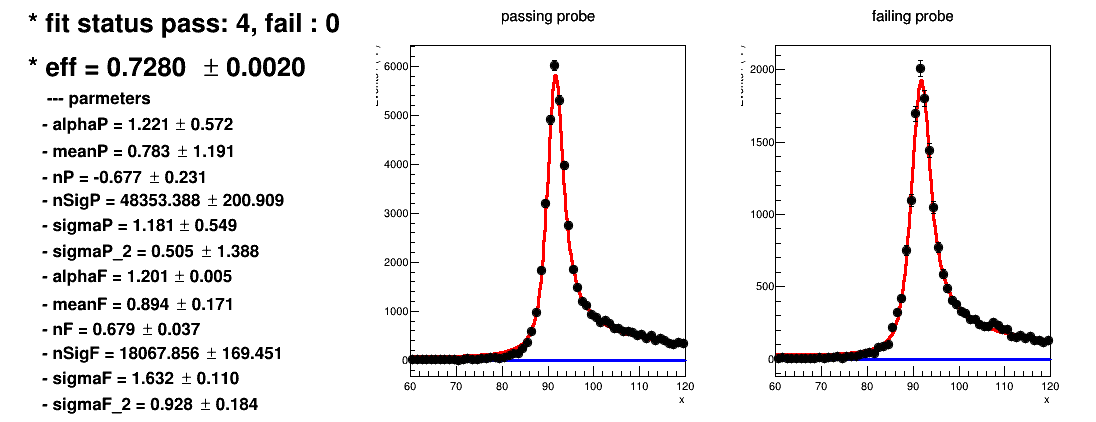 * fit status pass: 4, fail : 0
* eff = 0.7280 ± 0.0020
--- parmeters
- alphaP = 1.221 ± 0.572
- meanP = 0.783 ± 1.191
- nP = -0.677 ± 0.231
- nSigP = 48353.388 ± 200.909
- sigmaP = 1.181 ± 0.549
- sigmaP_2 = 0.505 ± 1.388
- alphaF = 1.201 ± 0.005
- meanF = 0.894 ± 0.171
- nF = 0.679 ± 0.037
- nSigF = 18067.856 ± 169.451
- sigmaF = 1.632 ± 0.110
- sigmaF_2 = 0.928 ± 0.184
passing probe
6000
5000
4000
3000
2000
1000
0
60 70 80 90 100 110 120
x
failing probe
2000
1500
1000
500
0
60 70 80 90 100 110 120
x